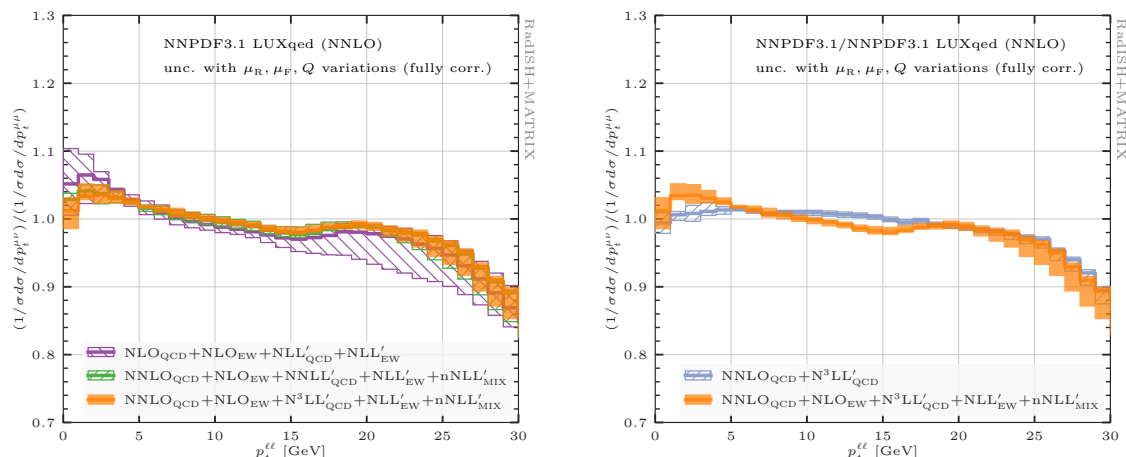 NNPDF3.1 LUXqed (NNLO)
unc. with μR, μF, Q variations (fully corr.)
RadISH+MATRIX
(1/σ dσ/dp_t^{μν})/(1/σ dσ/dp_t^{μμ})
1.3
1.2
1.1
1.0
0.9
0.8
0.7
NLO_QCD+NLO_EW+NLL′_QCD+NLL′_EW
NNLO_QCD+NLO_EW+NNLL′_QCD+NLL′_EW+nNLL′_MIX
NNLO_QCD+NLO_EW+N³LL′_QCD+NLL′_EW+nNLL′_MIX
0 5 10 15 20 25 30
p_t^{ℓℓ} [GeV]
NNPDF3.1/NNPDF3.1 LUXqed (NNLO)
unc. with μR, μF, Q variations (fully corr.)
RadISH+MATRIX
(1/σ dσ/dp_t^{μν})/(1/σ dσ/dp_t^{μμ})
1.3
1.2
1.1
1.0
0.9
0.8
0.7
NNLO_QCD+N³LL′_QCD
NNLO_QCD+NLO_EW+N³LL′_QCD+NLL′_EW+nNLL′_MIX
0 5 10 15 20 25 30
p_t^{ℓℓ} [GeV]